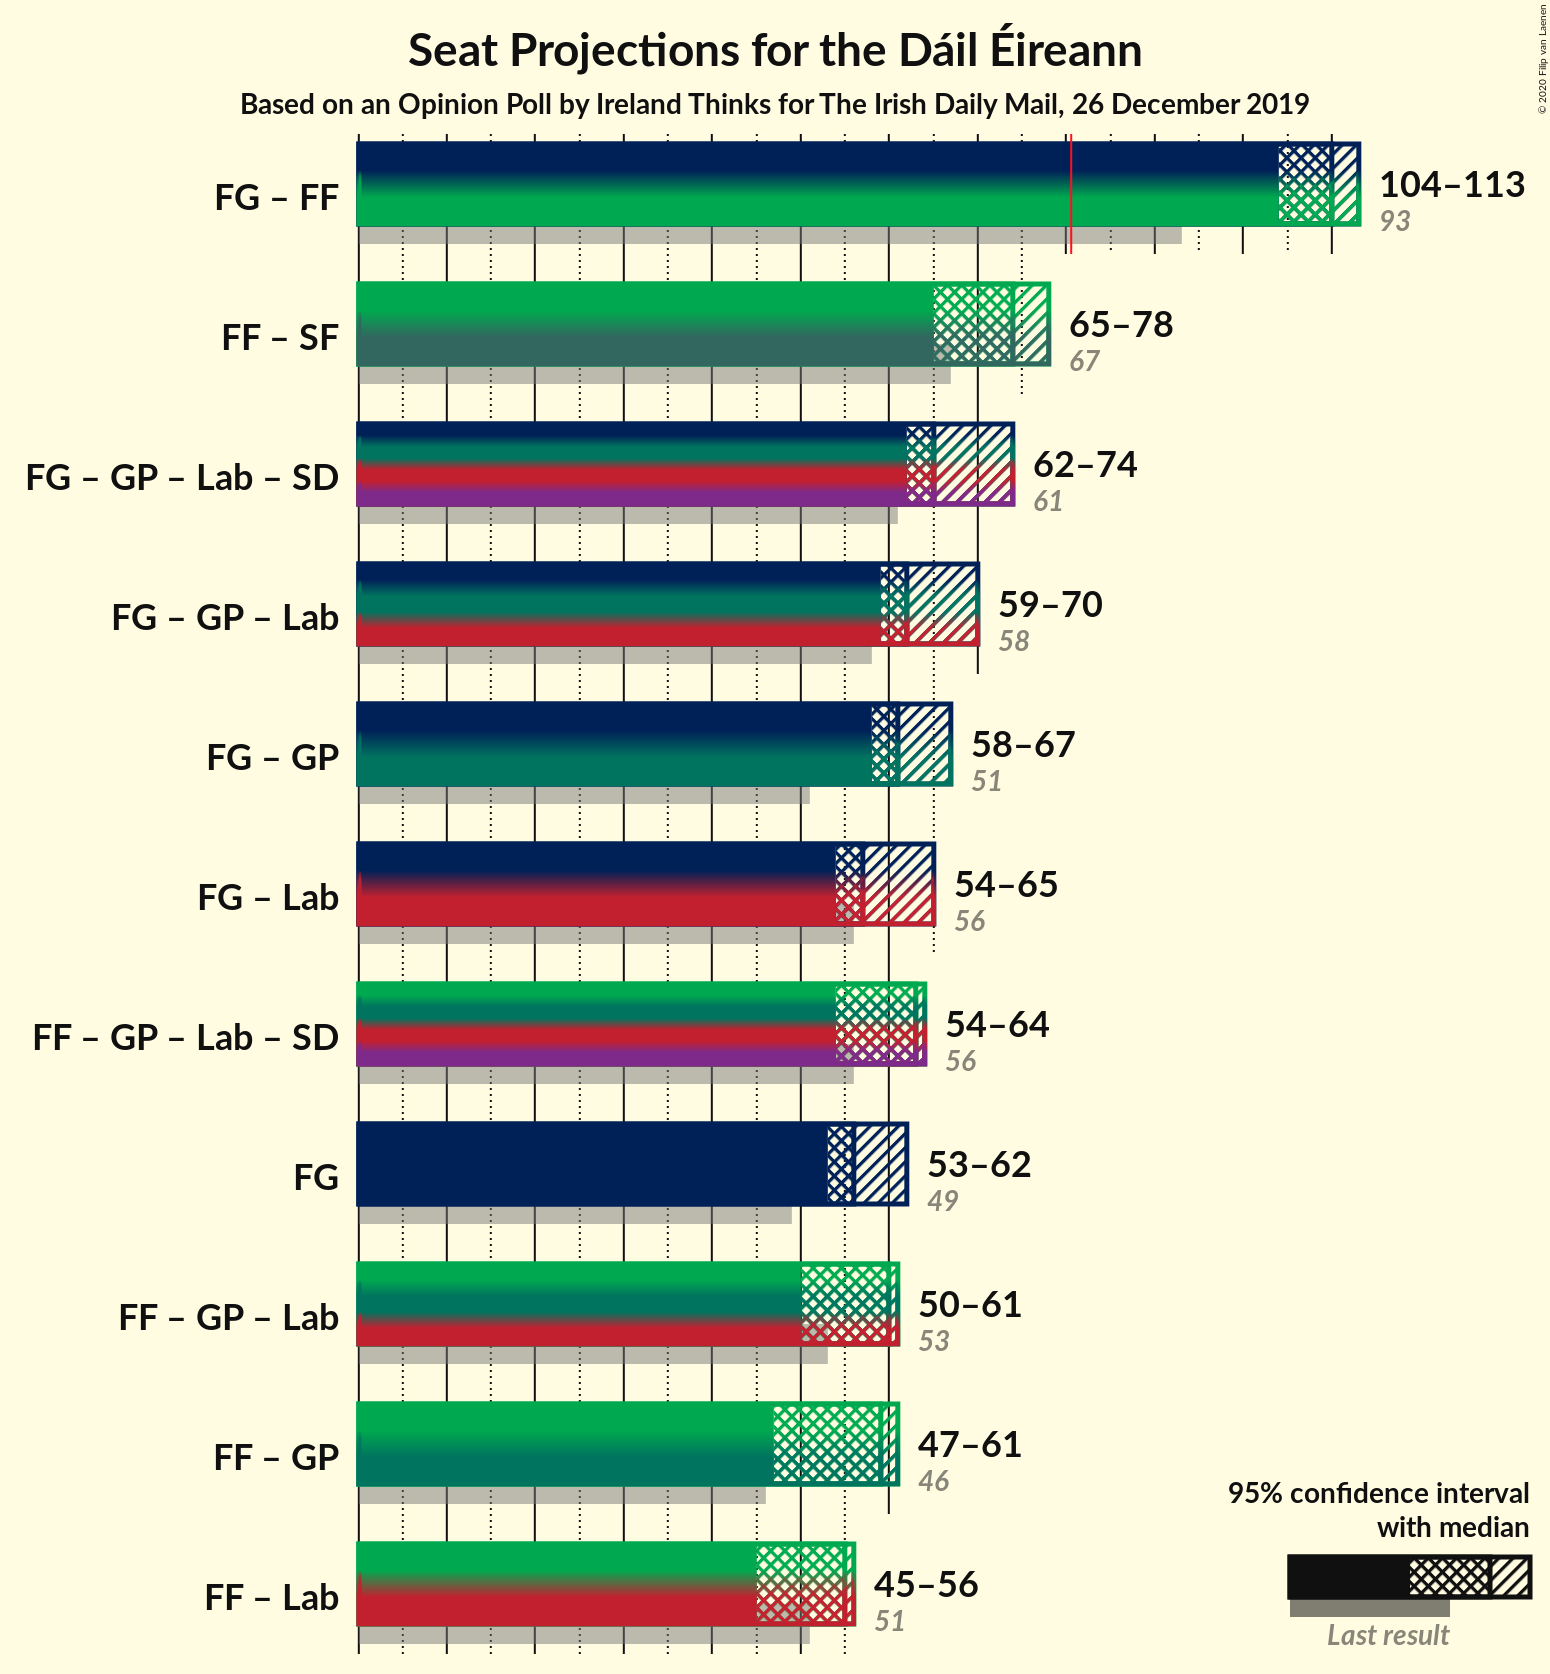 Seat Projections for the Dáil Éireann
Based on an Opinion Poll by Ireland Thinks for The Irish Daily Mail, 26 December 2019
© 2020 Filip van Laenen
FG – FF
104–113
93
FF – SF
65–78
67
FG – GP – Lab – SD
62–74
61
FG – GP – Lab
59–70
58
FG – GP
58–67
51
FG – Lab
54–65
56
FF – GP – Lab – SD
54–64
56
FG
53–62
49
FF – GP – Lab
50–61
53
FF – GP
47–61
46
FF – Lab
45–56
51
95% confidence interval
with median
Last result